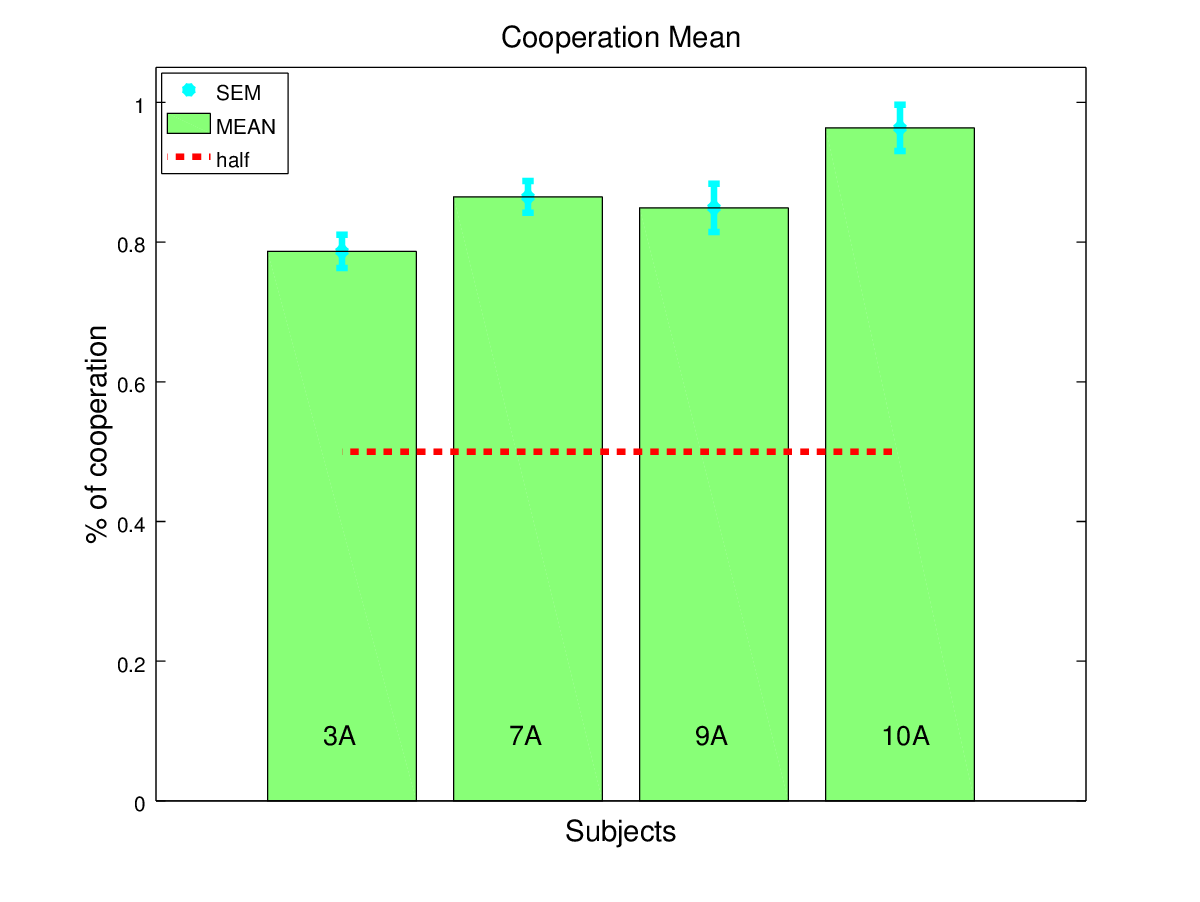 Cooperation Mean
SEM
MEAN
half
1
0.8
0.6
0.4
0.2
0
% of cooperation
3A
7A
9A
10A
Subjects